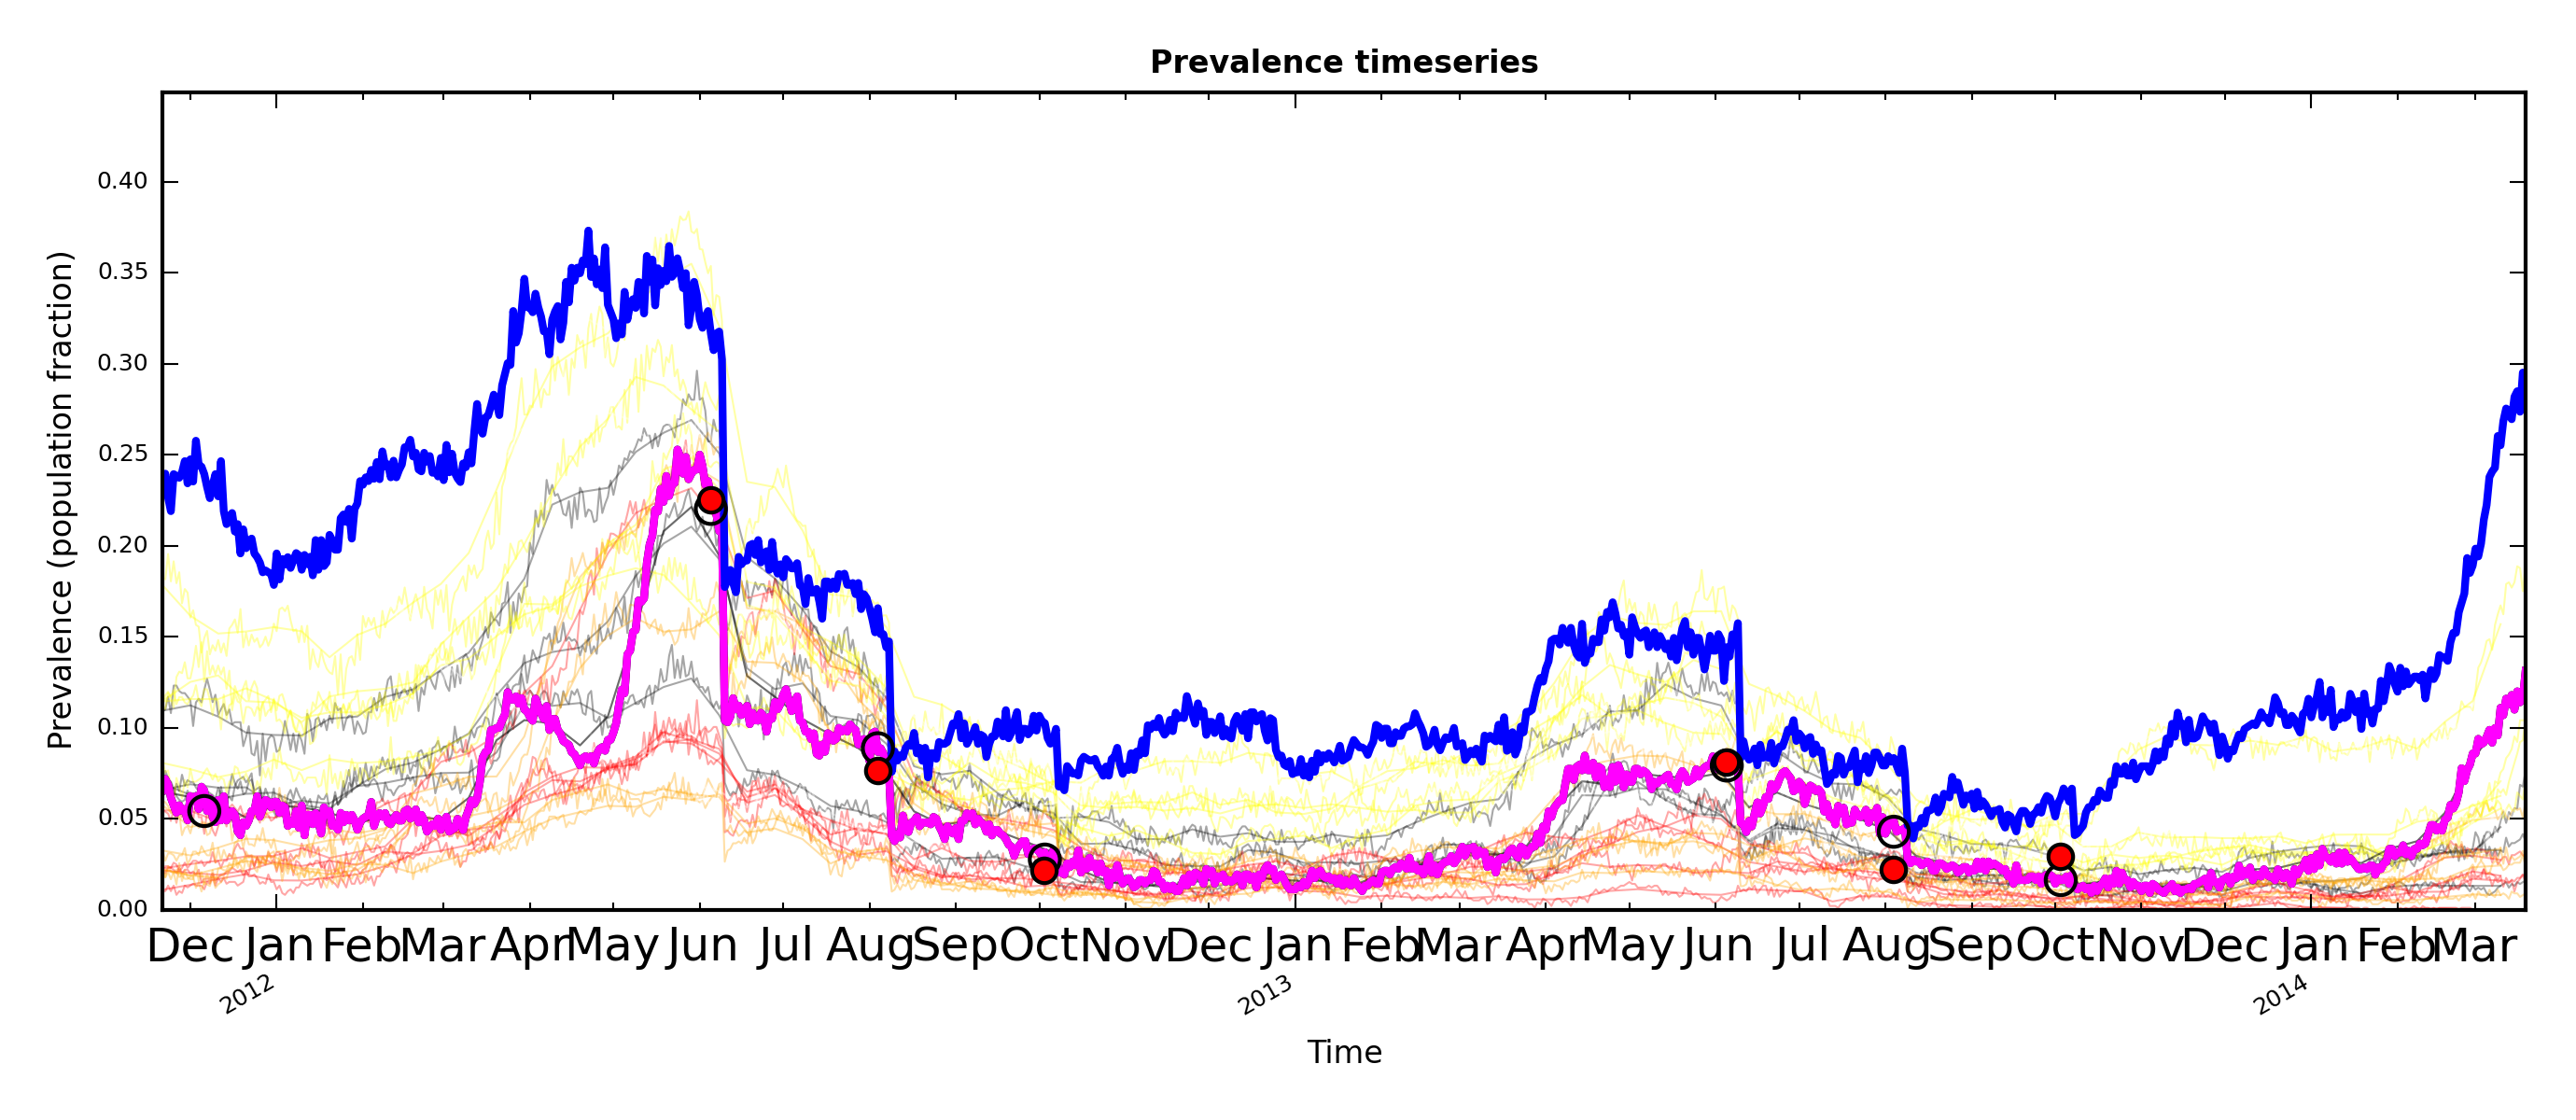 Prevalence timeseries
Prevalence (population fraction)
0.40
0.35
0.30
0.25
0.20
0.15
0.10
0.05
0.00
Dec Jan Feb Mar Apr May Jun Jul Aug Sep Oct Nov Dec Jan Feb Mar Apr May Jun Jul Aug Sep Oct Nov Dec Jan Feb Mar
2012 2013 2014
Time